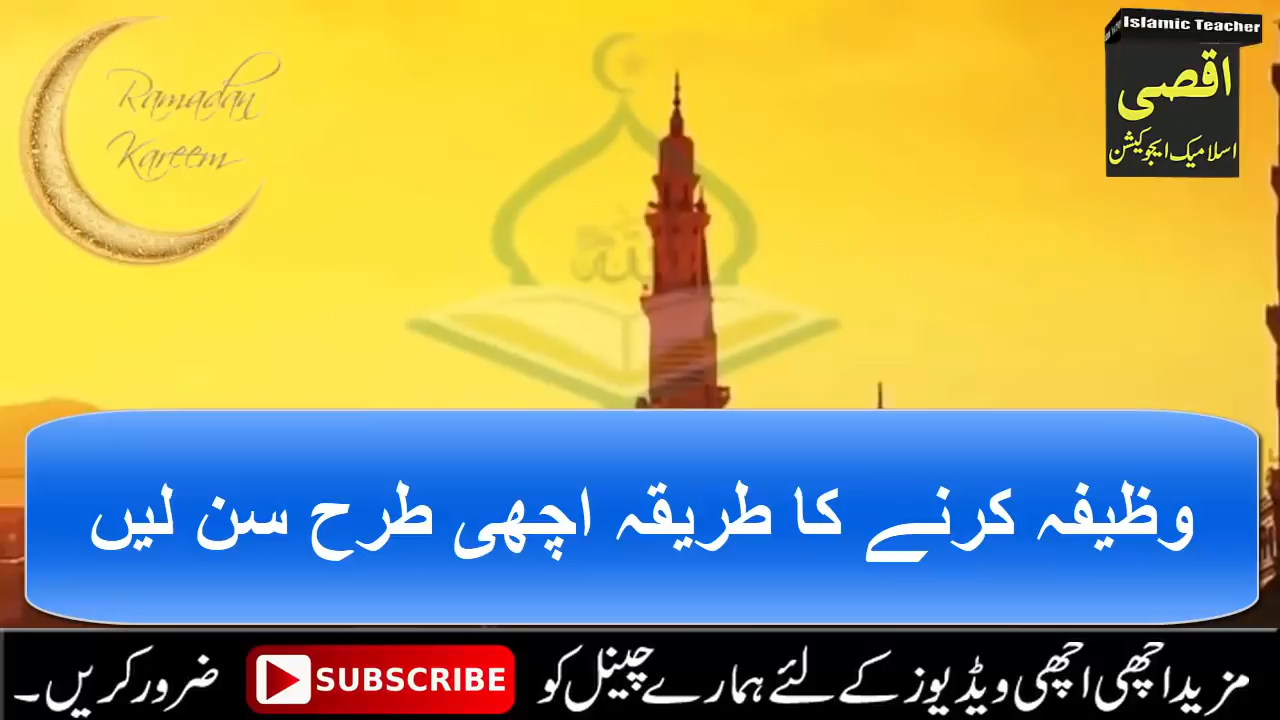 Ramadan
Kareem
Islamic Teacher
اقصی
اسلامیک ایجوکیشن
الله
وظیفہ کرنے کا طریقہ اچھی طرح سن لیں
مزید اچھی اچھی ویڈیوز کے لئے ہمارے چینل کو SUBSCRIBE ضرور کریں۔